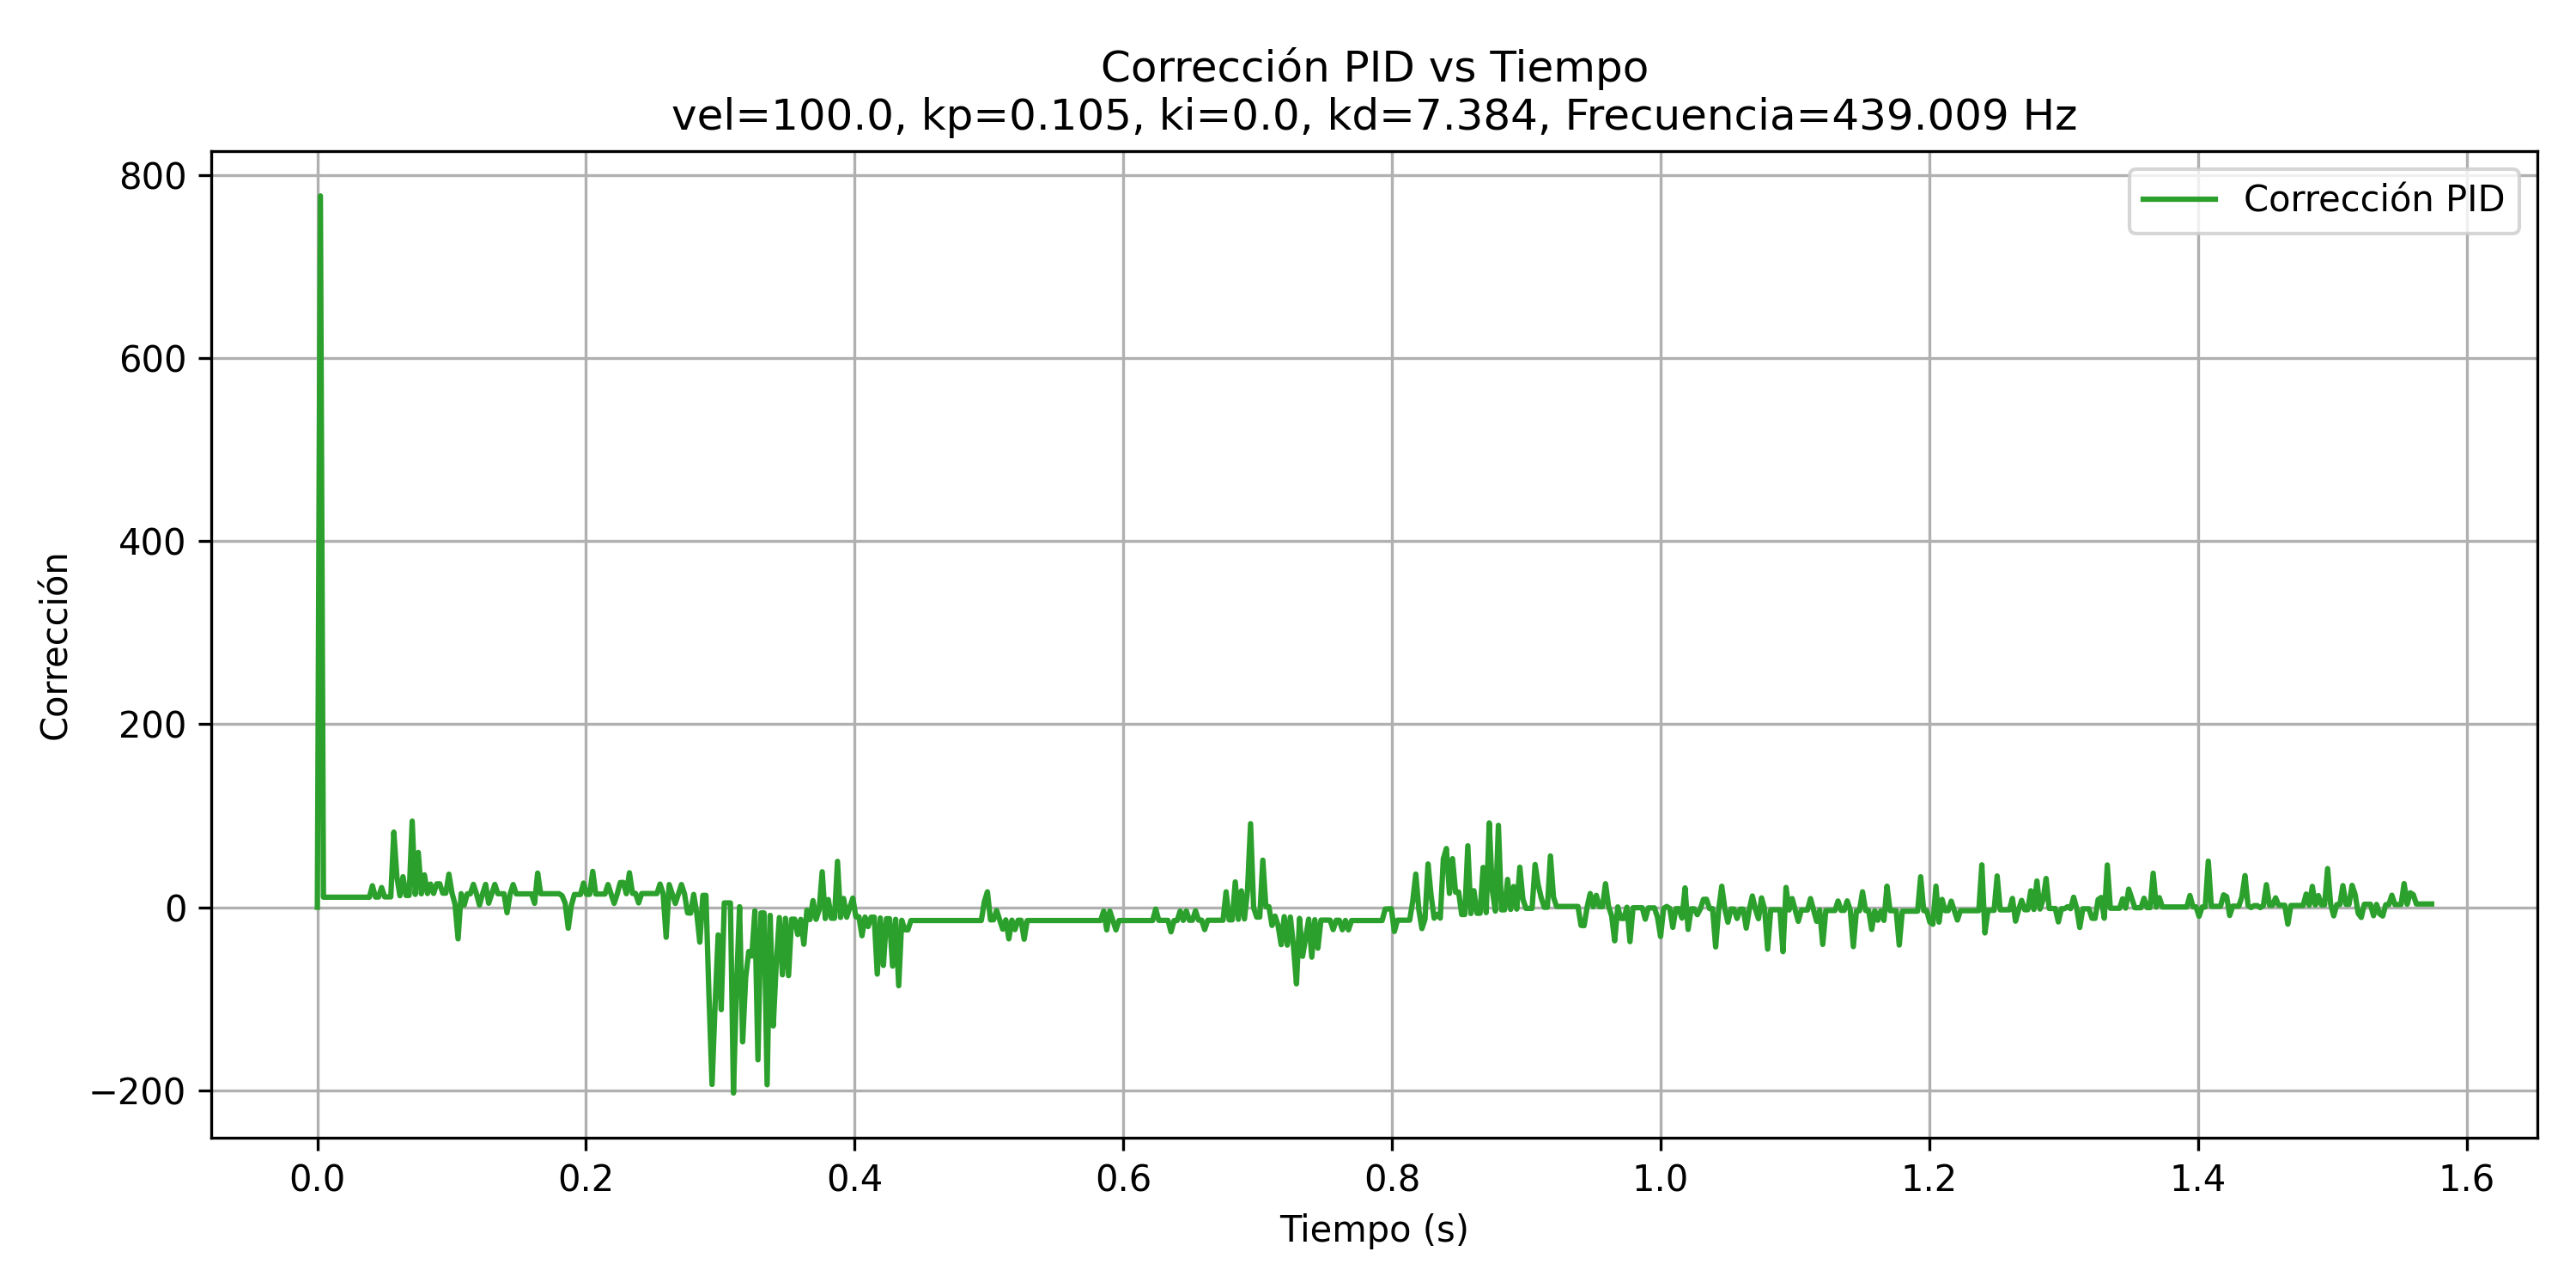 Corrección PID vs Tiempo
vel=100.0, kp=0.105, ki=0.0, kd=7.384, Frecuencia=439.009 Hz
Corrección PID
800
600
400
200
0
−200
Corrección
0.0 0.2 0.4 0.6 0.8 1.0 1.2 1.4 1.6
Tiempo (s)